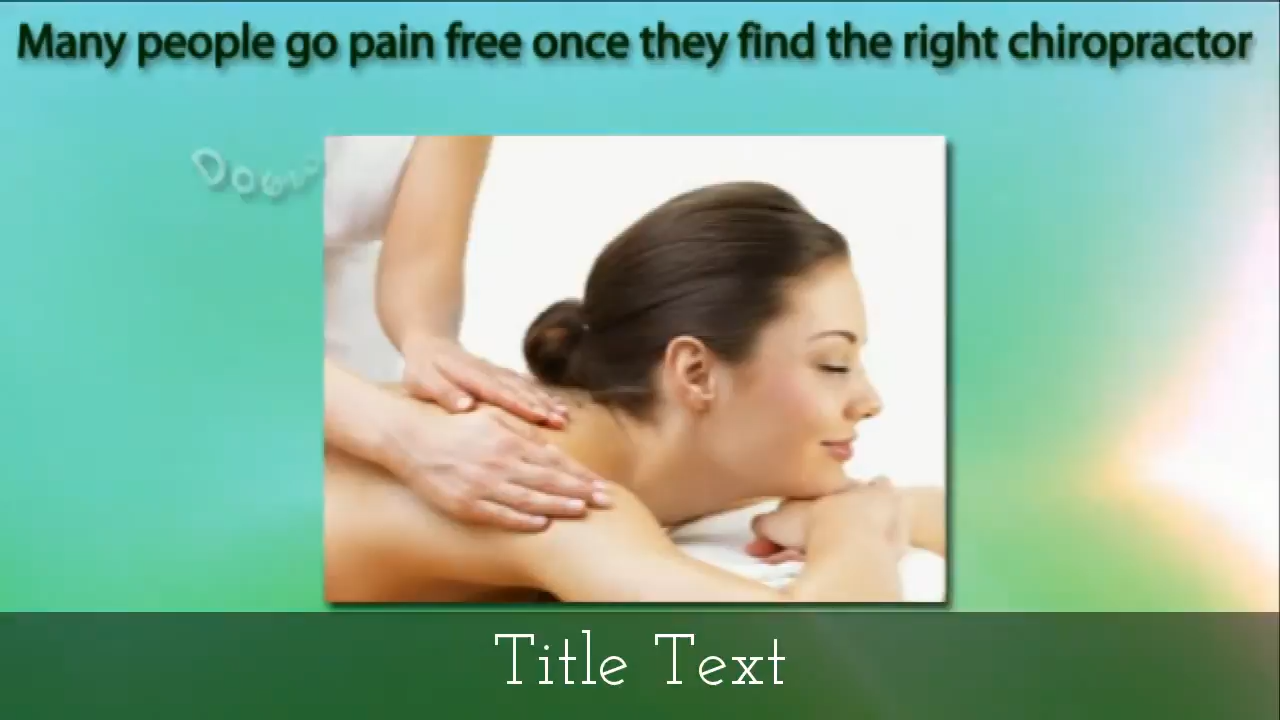 Many people go pain free once they find the right chiropractor
Title Text